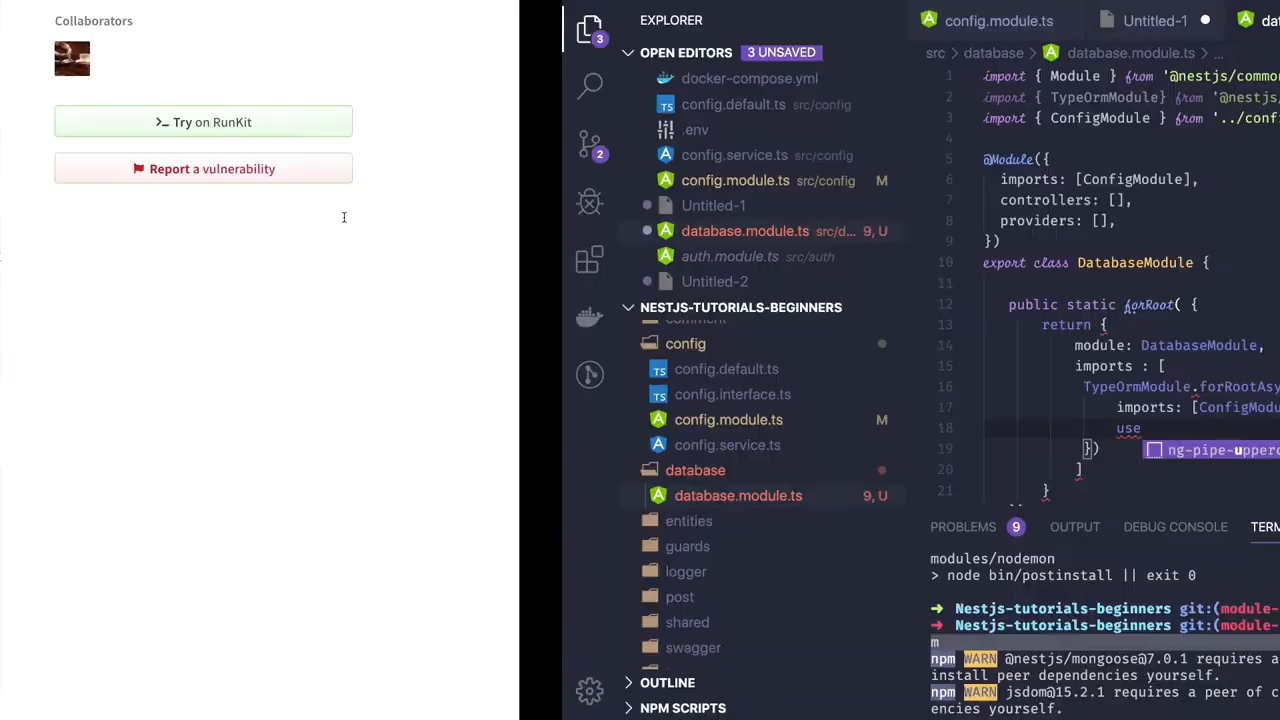 Collaborators
Try on RunKit
Report a vulnerability
3
2
EXPLORER
OPEN EDITORS 3 UNSAVED
docker-compose.yml
TS config.default.ts src/config
.env
config.service.ts src/config
config.module.ts src/config M
Untitled-1
database.module.ts src/d... 9, U
auth.module.ts src/auth
Untitled-2
NESTJS-TUTORIALS-BEGINNERS
comment
config
TS config.default.ts
TS config.interface.ts
config.module.ts M
config.service.ts
database
database.module.ts 9, U
entities
guards
logger
post
shared
swagger
OUTLINE
NPM SCRIPTS
config.module.ts Untitled-1 da
src > database > database.module.ts > ...
1 import { Module } from '@nestjs/commo
2 import { TypeOrmModule} from '@nestjs,
3 import { ConfigModule } from '../conf
4
5 @Module({
6 imports: [ConfigModule],
7 controllers: [],
8 providers: [],
9 })
10 export class DatabaseModule {
11
12 public static forRoot( {
13 return {
14 module: DatabaseModule,
15 imports : [
16 TypeOrmModule.forRootAsy
17 imports: [ConfigModu
18 use
19 }) ng-pipe-upperc
20 ]
21 }
PROBLEMS 9 OUTPUT DEBUG CONSOLE TERM
modules/nodemon
> node bin/postinstall || exit 0
➜ Nestjs-tutorials-beginners git:(module-
➜ Nestjs-tutorials-beginners git:(module-
m
npm WARN @nestjs/mongoose@7.0.1 requires a
install peer dependencies yourself.
npm WARN jsdom@15.2.1 requires a peer of c
encies yourself.